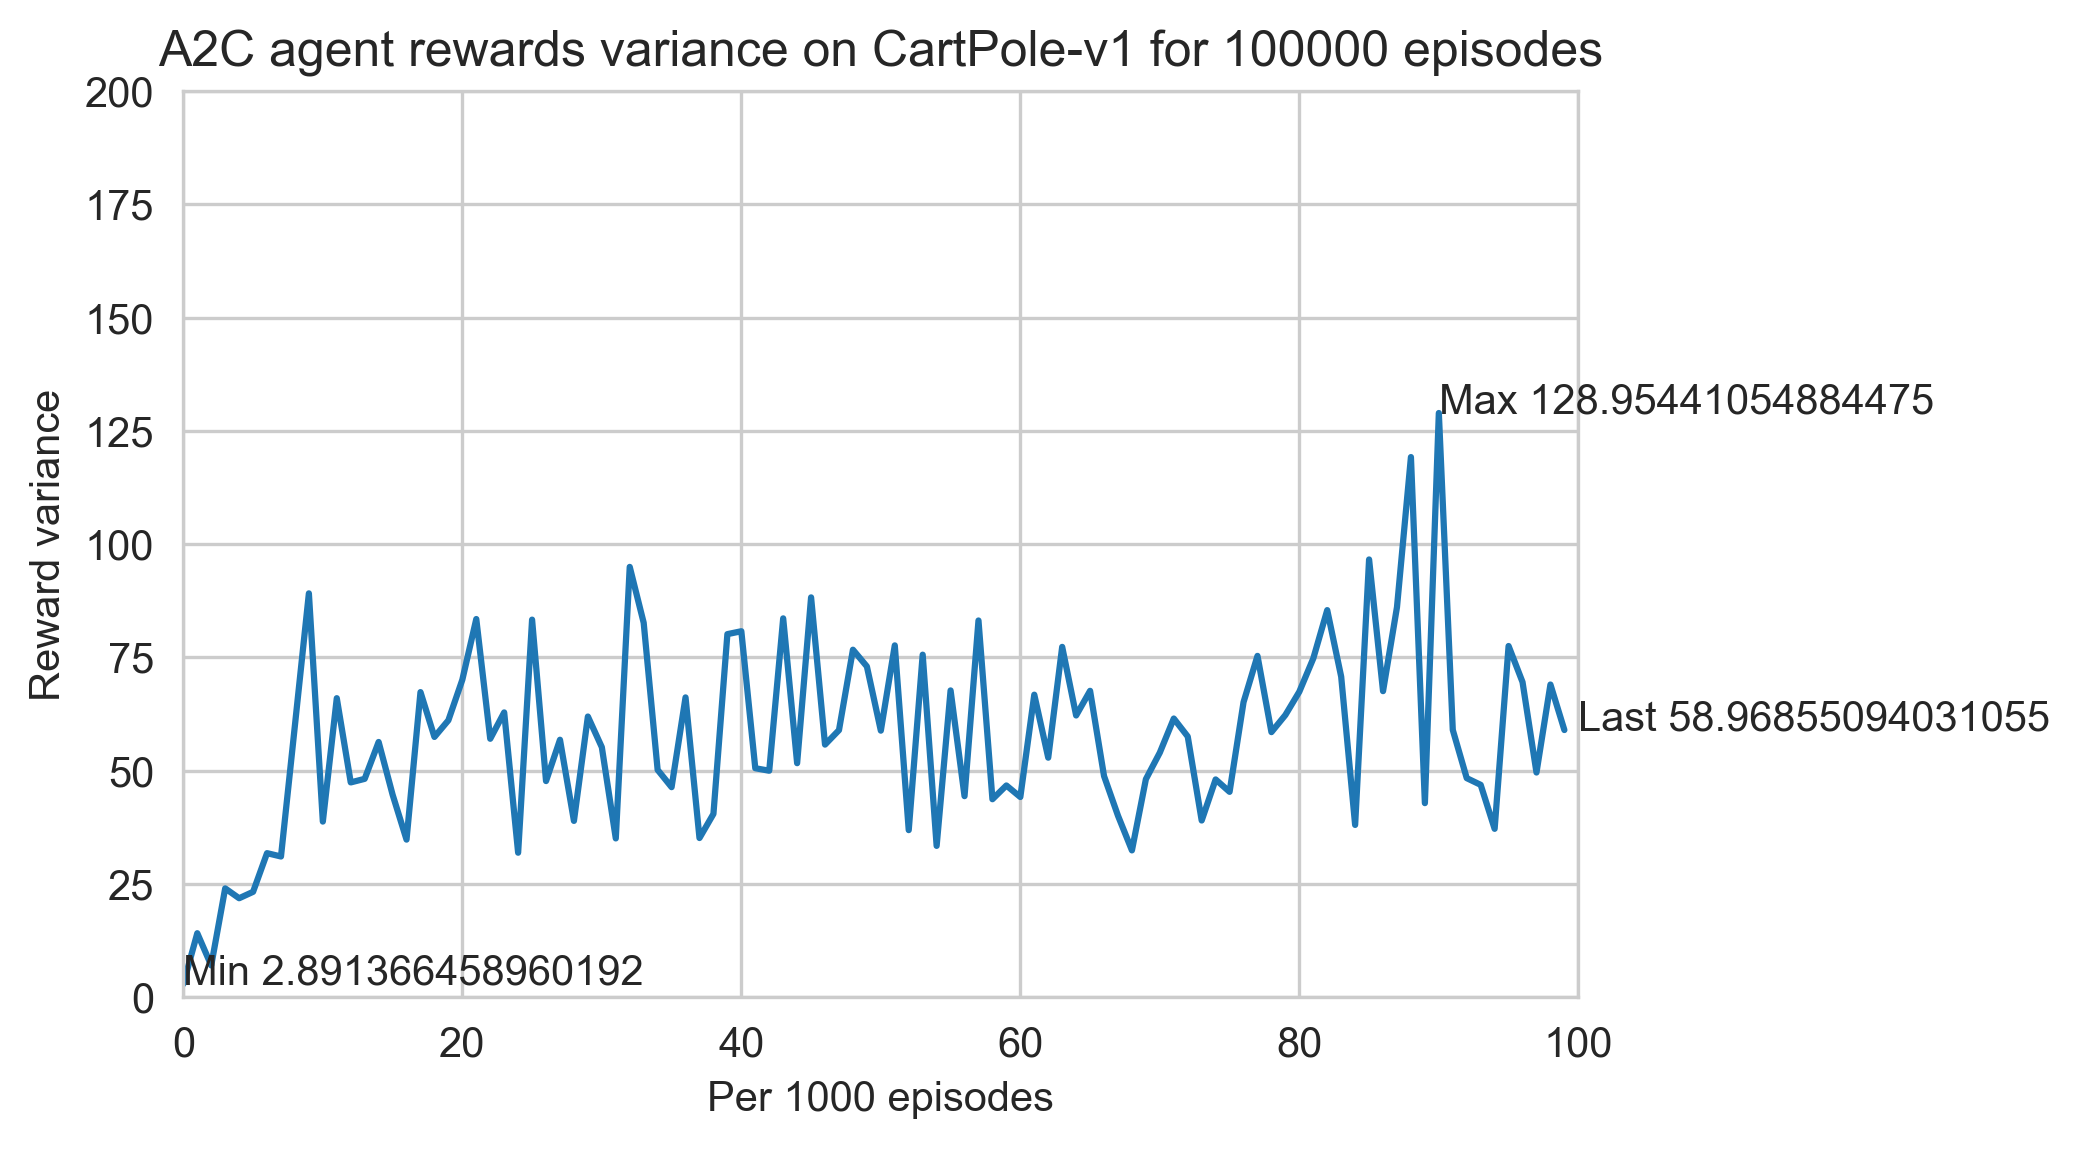 A2C agent rewards variance on CartPole-v1 for 100000 episodes
200
175
150
125
100
75
50
25
0
Reward variance
Max 128.95441054884475
Last 58.96855094031055
Min 2.891366458960192
0 20 40 60 80 100
Per 1000 episodes